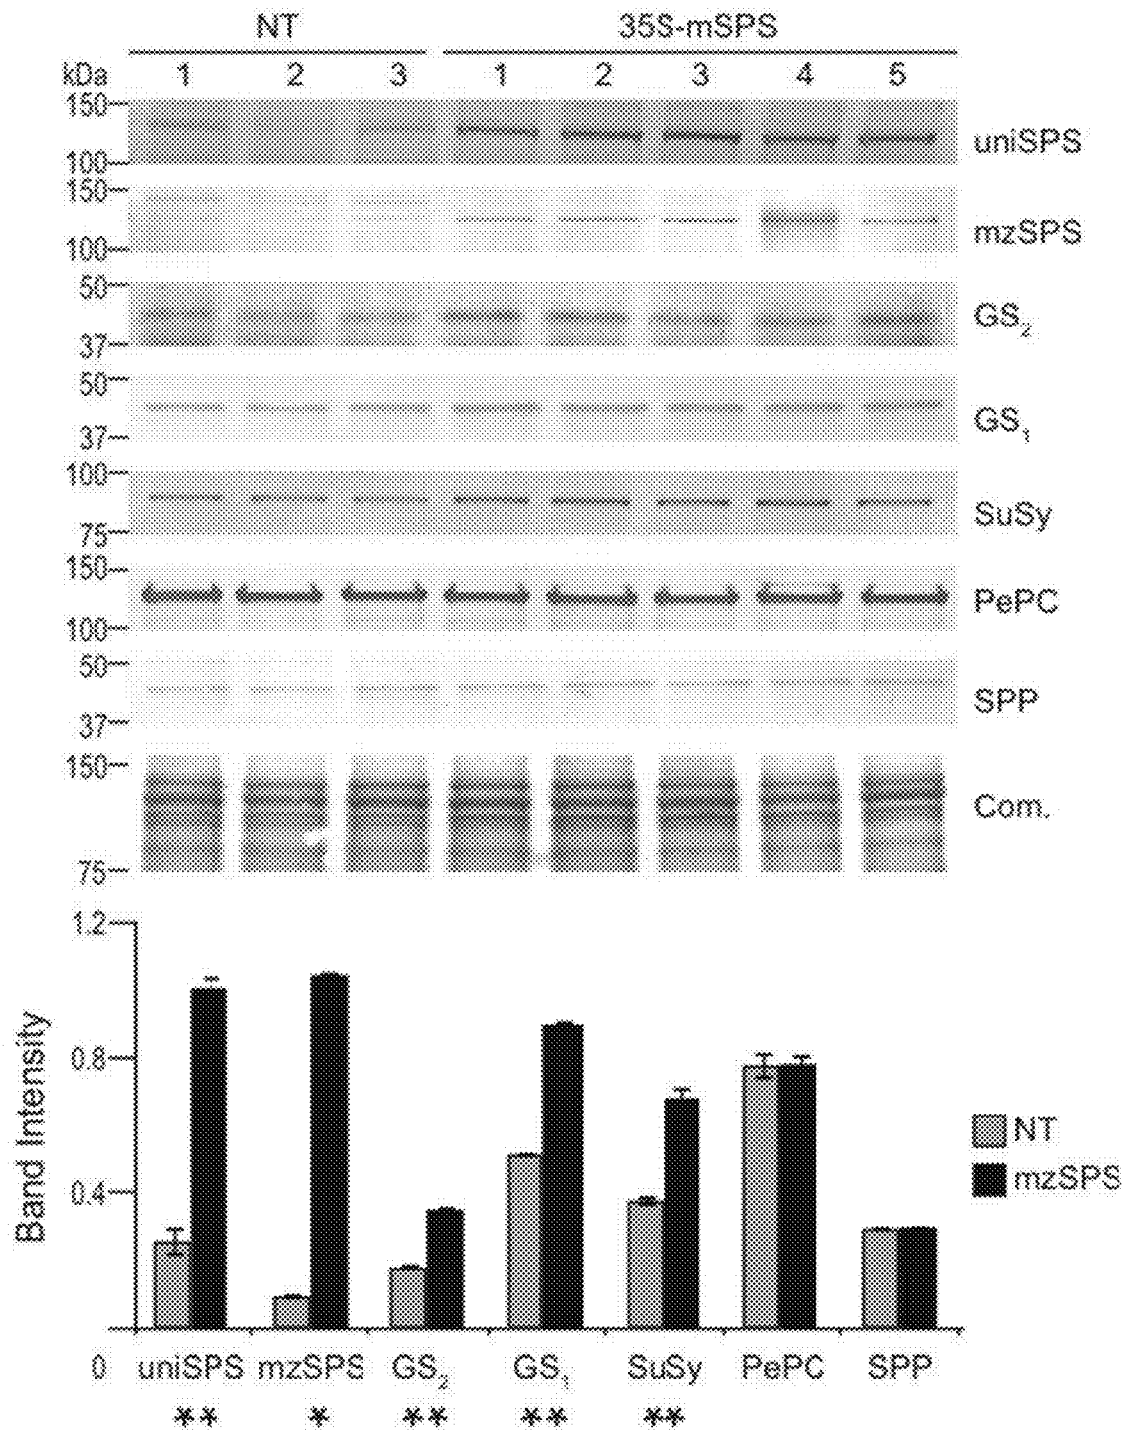 NT 35S-mSPS
kDa 1 2 3 1 2 3 4 5
150
100
uniSPS
150
100
mzSPS
50
37
GS₂
50
37
GS₁
100
75
SuSy
150
100
PePC
50
37
SPP
150
75
Com.
1.2
0.8
0.4
Band Intensity
NT
mzSPS
0 uniSPS mzSPS GS₂ GS₁ SuSy PePC SPP
** * ** ** **